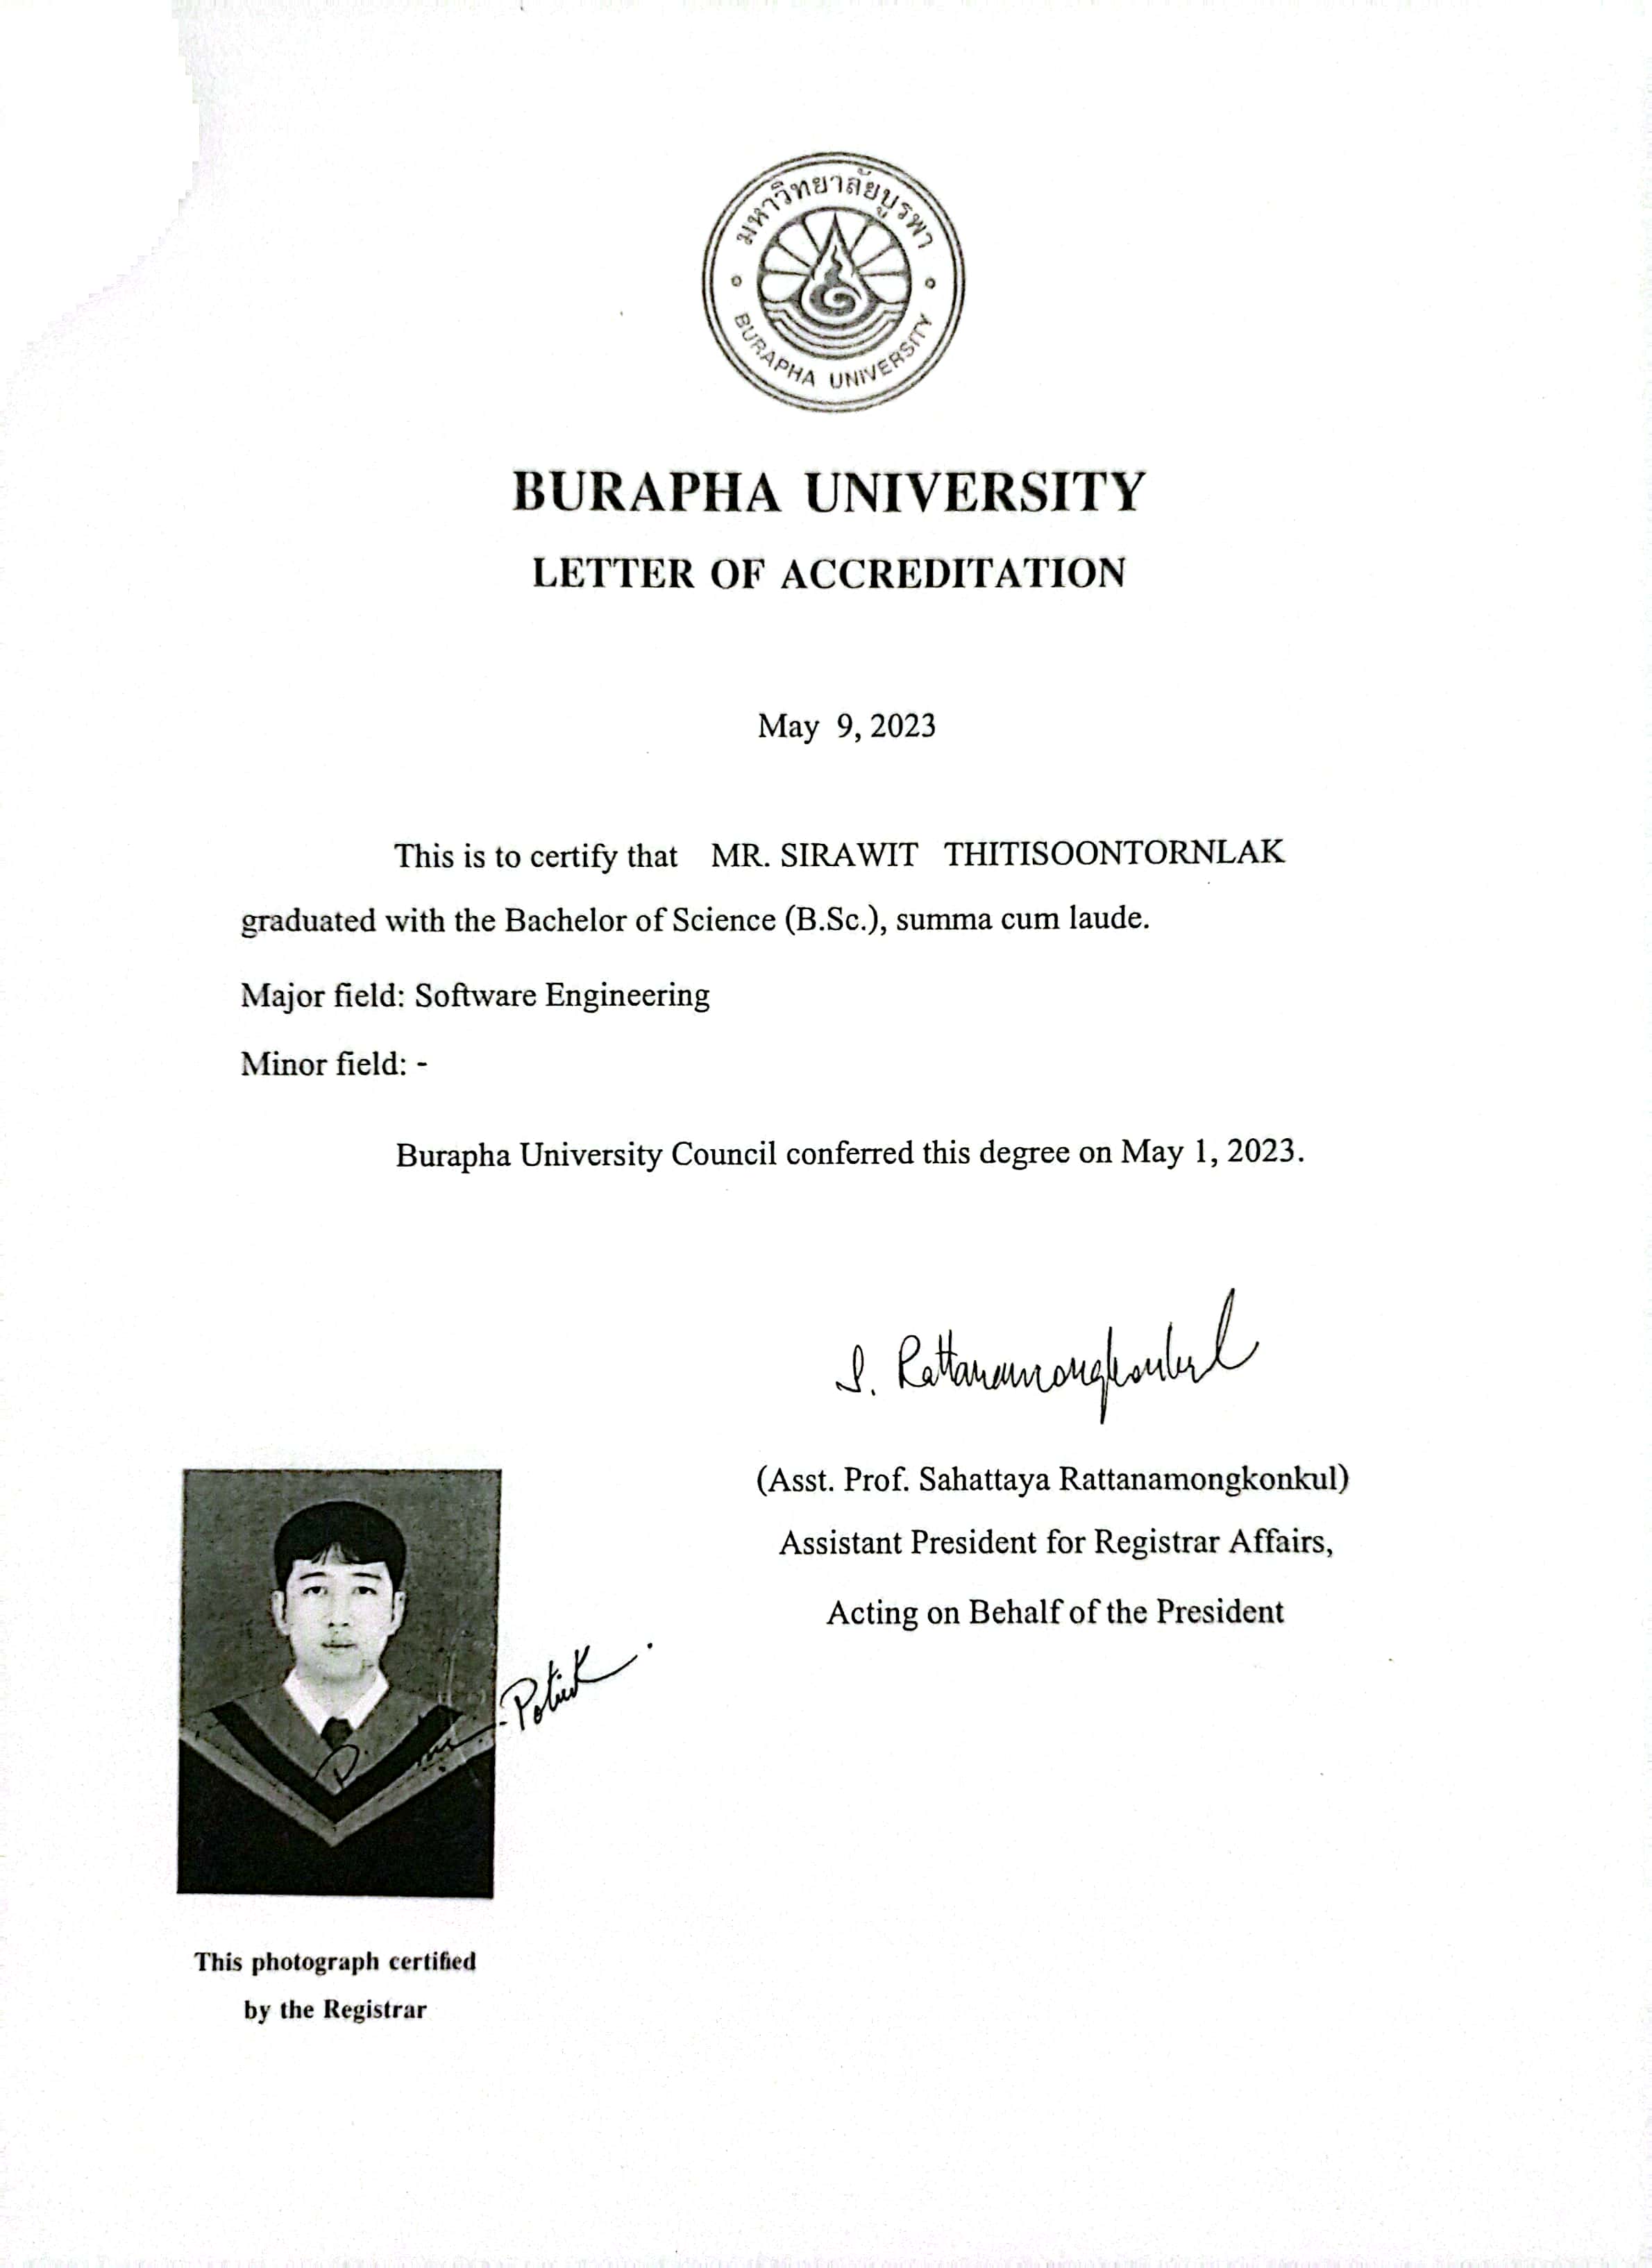 มหาวิทยาลัยบูรพา
BURAPHA UNIVERSITY
BURAPHA UNIVERSITY
LETTER OF ACCREDITATION
May 9, 2023
This is to certify that MR. SIRAWIT THITISOONTORNLAK
graduated with the Bachelor of Science (B.Sc.), summa cum laude.
Major field: Software Engineering
Minor field: -
Burapha University Council conferred this degree on May 1, 2023.
S. Rattanamongkonkul
(Asst. Prof. Sahattaya Rattanamongkonkul)
Assistant President for Registrar Affairs,
Acting on Behalf of the President
This photograph certified
by the Registrar